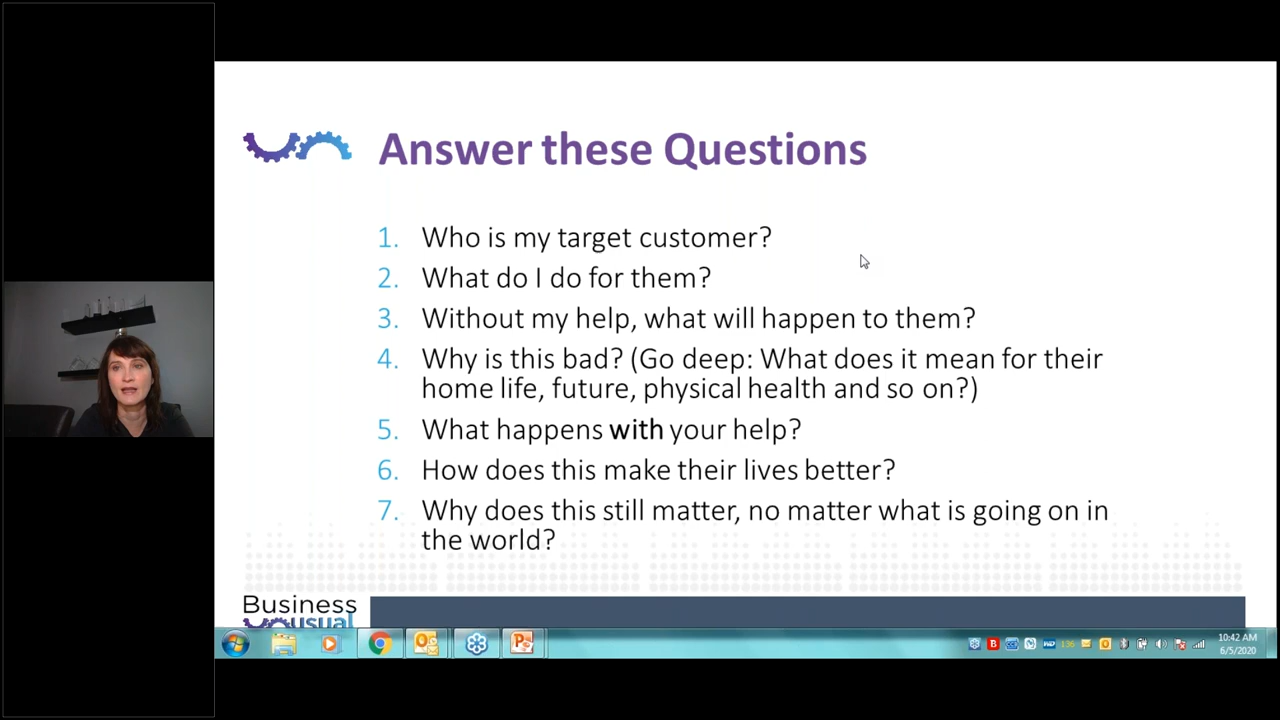 Answer these Questions
1. Who is my target customer?
2. What do I do for them?
3. Without my help, what will happen to them?
4. Why is this bad? (Go deep: What does it mean for their
home life, future, physical health and so on?)
5. What happens with your help?
6. How does this make their lives better?
7. Why does this still matter, no matter what is going on in
the world?
Business
usual
10:42 AM
6/5/2020